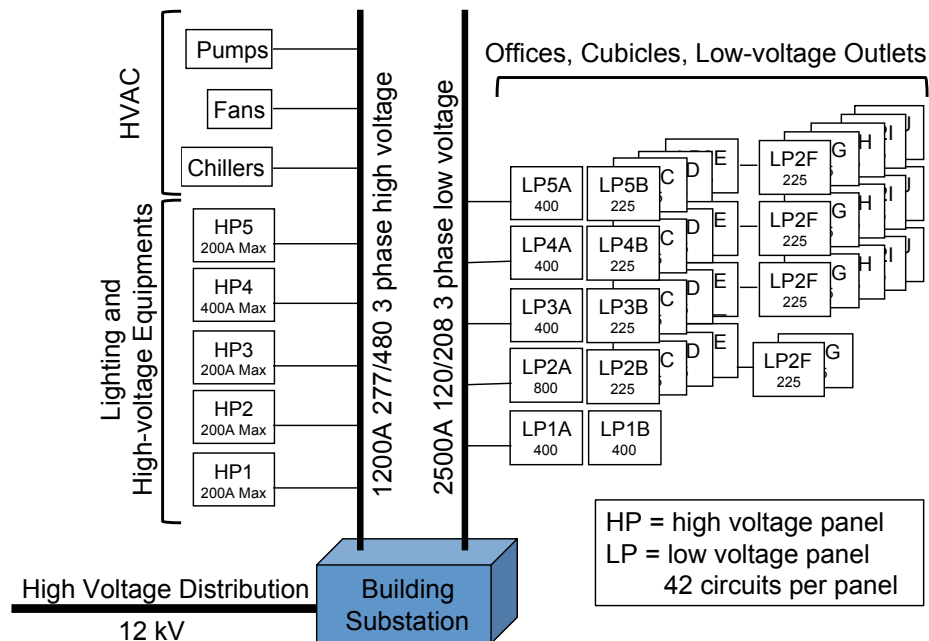 HVAC
Pumps
Fans
Chillers
Lighting and
High-voltage Equipments
HP5
200A Max
HP4
400A Max
HP3
200A Max
HP2
200A Max
HP1
200A Max
1200A 277/480 3 phase high voltage
2500A 120/208 3 phase low voltage
Offices, Cubicles, Low-voltage Outlets
LP5A
400
LP5B
225
C
D
LP2F
225
G
H
LP4A
400
LP4B
225
C
D
E
LP2F
225
G
H
LP3A
400
LP3B
225
C
D
E
LP2F
225
G
H
LP2A
800
LP2B
225
C
D
E
LP2F
225
G
LP1A
400
LP1B
400
HP = high voltage panel
LP = low voltage panel
42 circuits per panel
High Voltage Distribution
12 kV
Building
Substation